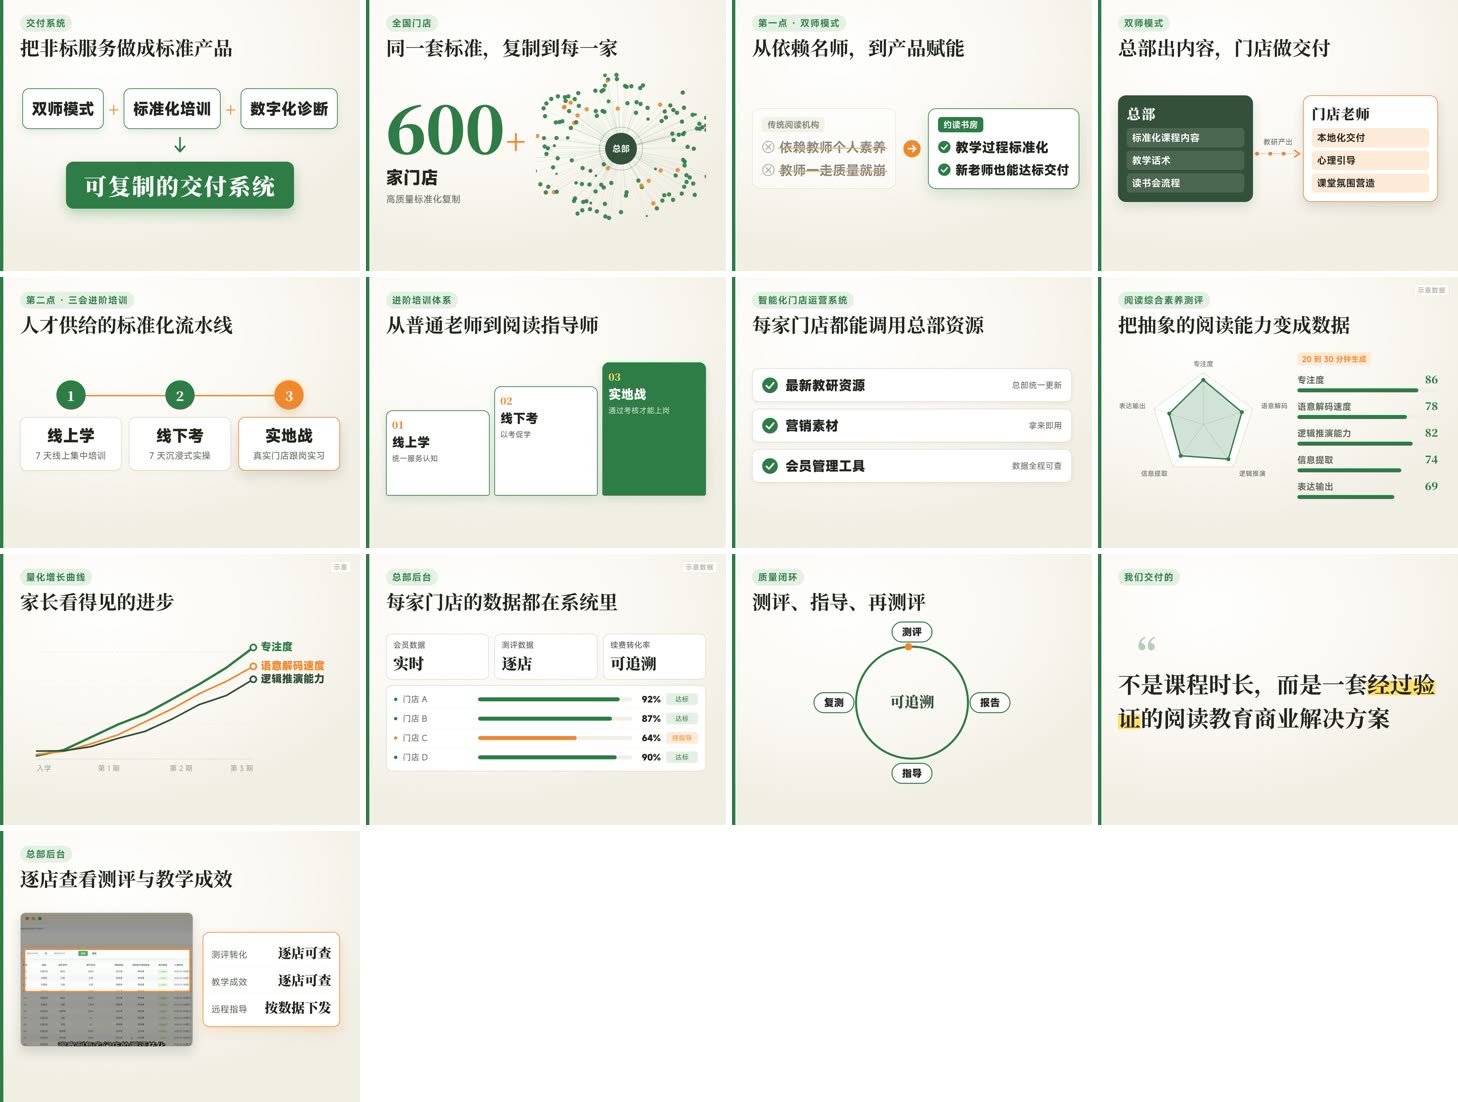 交付系统
把非标服务做成标准产品
双师模式 + 标准化培训 + 数字化诊断
可复制的交付系统
全国门店
同一套标准，复制到每一家
600+
家门店
高质量标准化复制
总部
第一点 · 双师模式
从依赖名师，到产品赋能
传统阅读机构
依赖教师个人素养
教师一走质量就崩
约读书房
教学过程标准化
新老师也能达标交付
双师模式
总部出内容，门店做交付
总部
标准化课程内容
教学话术
读书会流程
教研产出
门店老师
本地化交付
心理引导
课堂氛围营造
第二点 · 三会进阶培训
人才供给的标准化流水线
1
2
3
线上学
7 天线上集中培训
线下考
7 天沉浸式实操
实地战
真实门店跟岗实习
进阶培训体系
从普通老师到阅读指导师
01
线上学
统一服务认知
02
线下考
以考促学
03
实地战
通过考核才能上岗
智能化门店运营系统
每家门店都能调用总部资源
最新教研资源
总部统一更新
营销素材
拿来即用
会员管理工具
数据全程可查
示意数据
阅读综合素养测评
把抽象的阅读能力变成数据
专注度
语意解码
逻辑推演
信息提取
表达输出
20 到 30 分钟生成
专注度 86
语意解码速度 78
逻辑推演能力 82
信息提取 74
表达输出 69
示意
量化增长曲线
家长看得见的进步
专注度
语意解码速度
逻辑推演能力
入学
第 1 期
第 2 期
第 3 期
示意数据
总部后台
每家门店的数据都在系统里
会员数据
实时
测评数据
逐店
续费转化率
可追溯
门店 A 92% 达标
门店 B 87% 达标
门店 C 64% 待指导
门店 D 90% 达标
质量闭环
测评、指导、再测评
测评
复测
可追溯
报告
指导
我们交付的
“
不是课程时长，而是一套经过验
证的阅读教育商业解决方案
总部后台
逐店查看测评与教学成效
测评转化 逐店可查
教学成效 逐店可查
远程指导 按数据下发